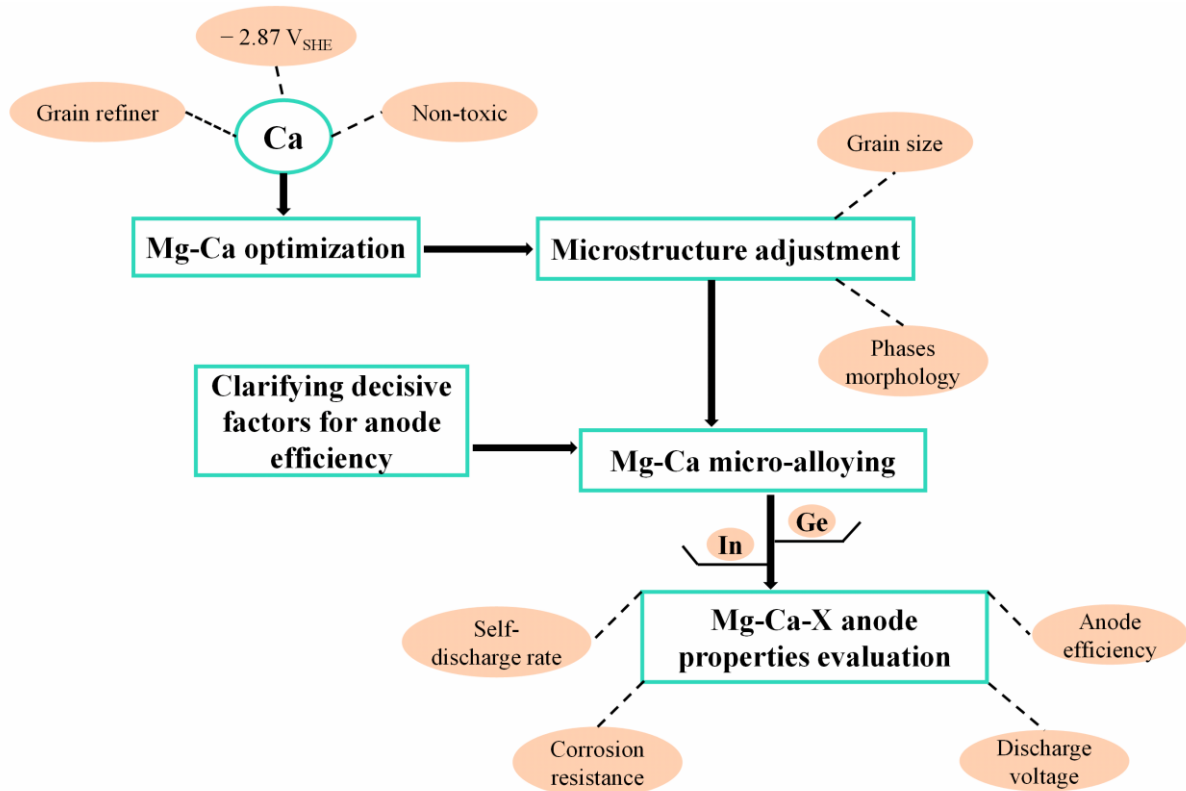 − 2.87 V_SHE
Grain refiner
Non-toxic
Ca
Grain size
Mg-Ca optimization
Microstructure adjustment
Phases
morphology
Clarifying decisive
factors for anode
efficiency
Mg-Ca micro-alloying
Ge
In
Self-
discharge rate
Mg-Ca-X anode
properties evaluation
Anode
efficiency
Corrosion
resistance
Discharge
voltage